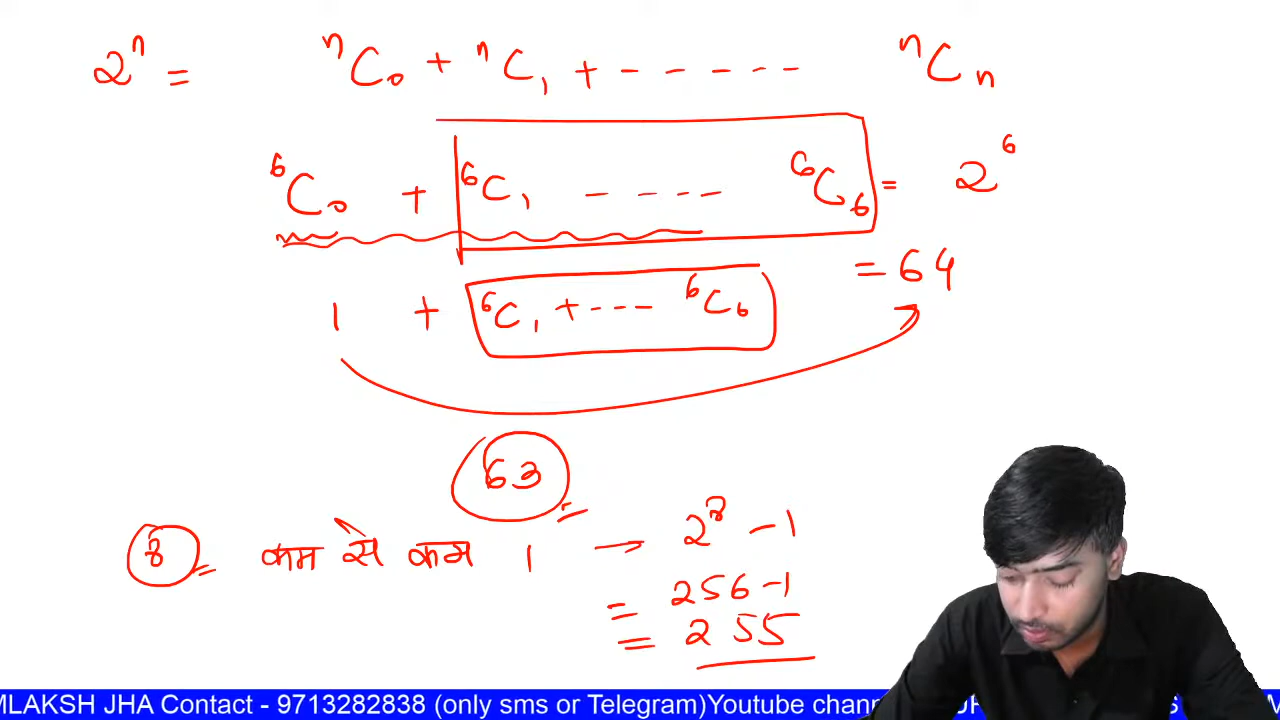 2ⁿ = ⁿC₀ + ⁿC₁ + - - - - - ⁿCₙ
⁶C₀ + ⁶C₁ - - - - ⁶C₆ = 2⁶
= 64
1 + ⁶C₁ + - - - ⁶C₆
63
8 कम से कम 1 → 2⁸ - 1
= 256 - 1
= 255
MLAKSH JHA Contact - 9713282838 (only sms or Telegram)Youtube chann